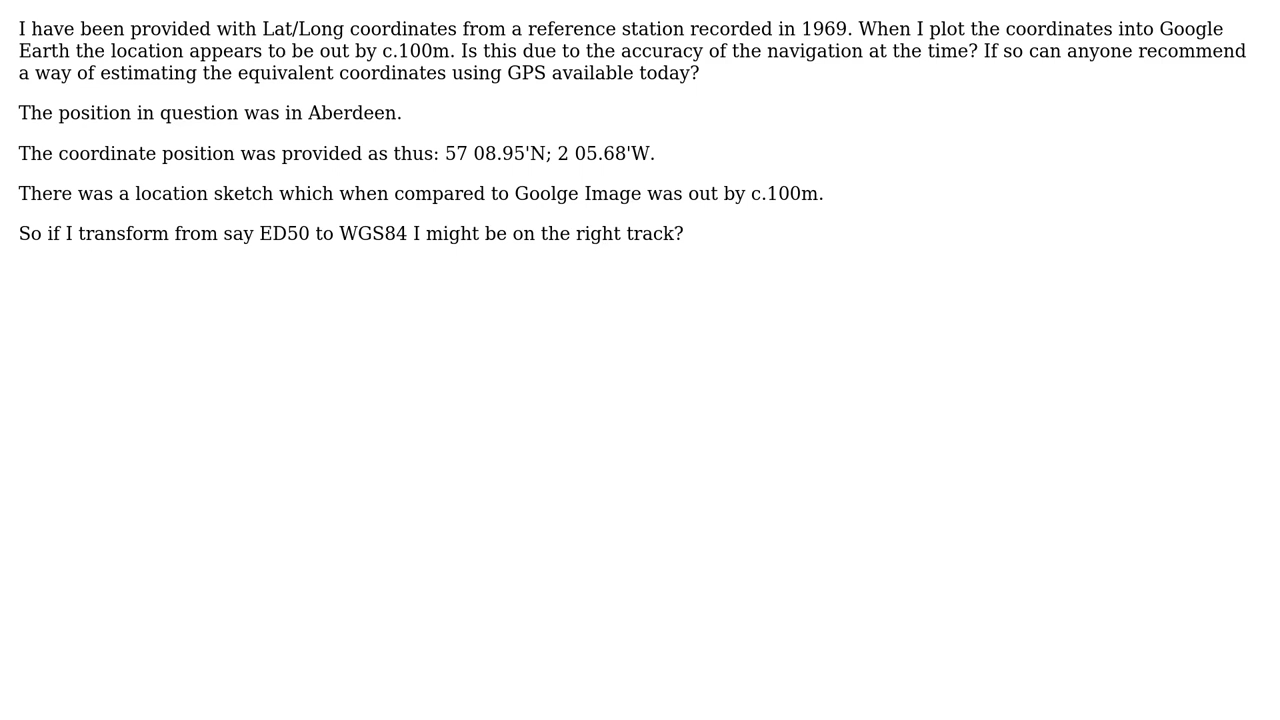 I have been provided with Lat/Long coordinates from a reference station recorded in 1969. When I plot the coordinates into Google
Earth the location appears to be out by c.100m. Is this due to the accuracy of the navigation at the time? If so can anyone recommend
a way of estimating the equivalent coordinates using GPS available today?
The position in question was in Aberdeen.
The coordinate position was provided as thus: 57 08.95'N; 2 05.68'W.
There was a location sketch which when compared to Goolge Image was out by c.100m.
So if I transform from say ED50 to WGS84 I might be on the right track?